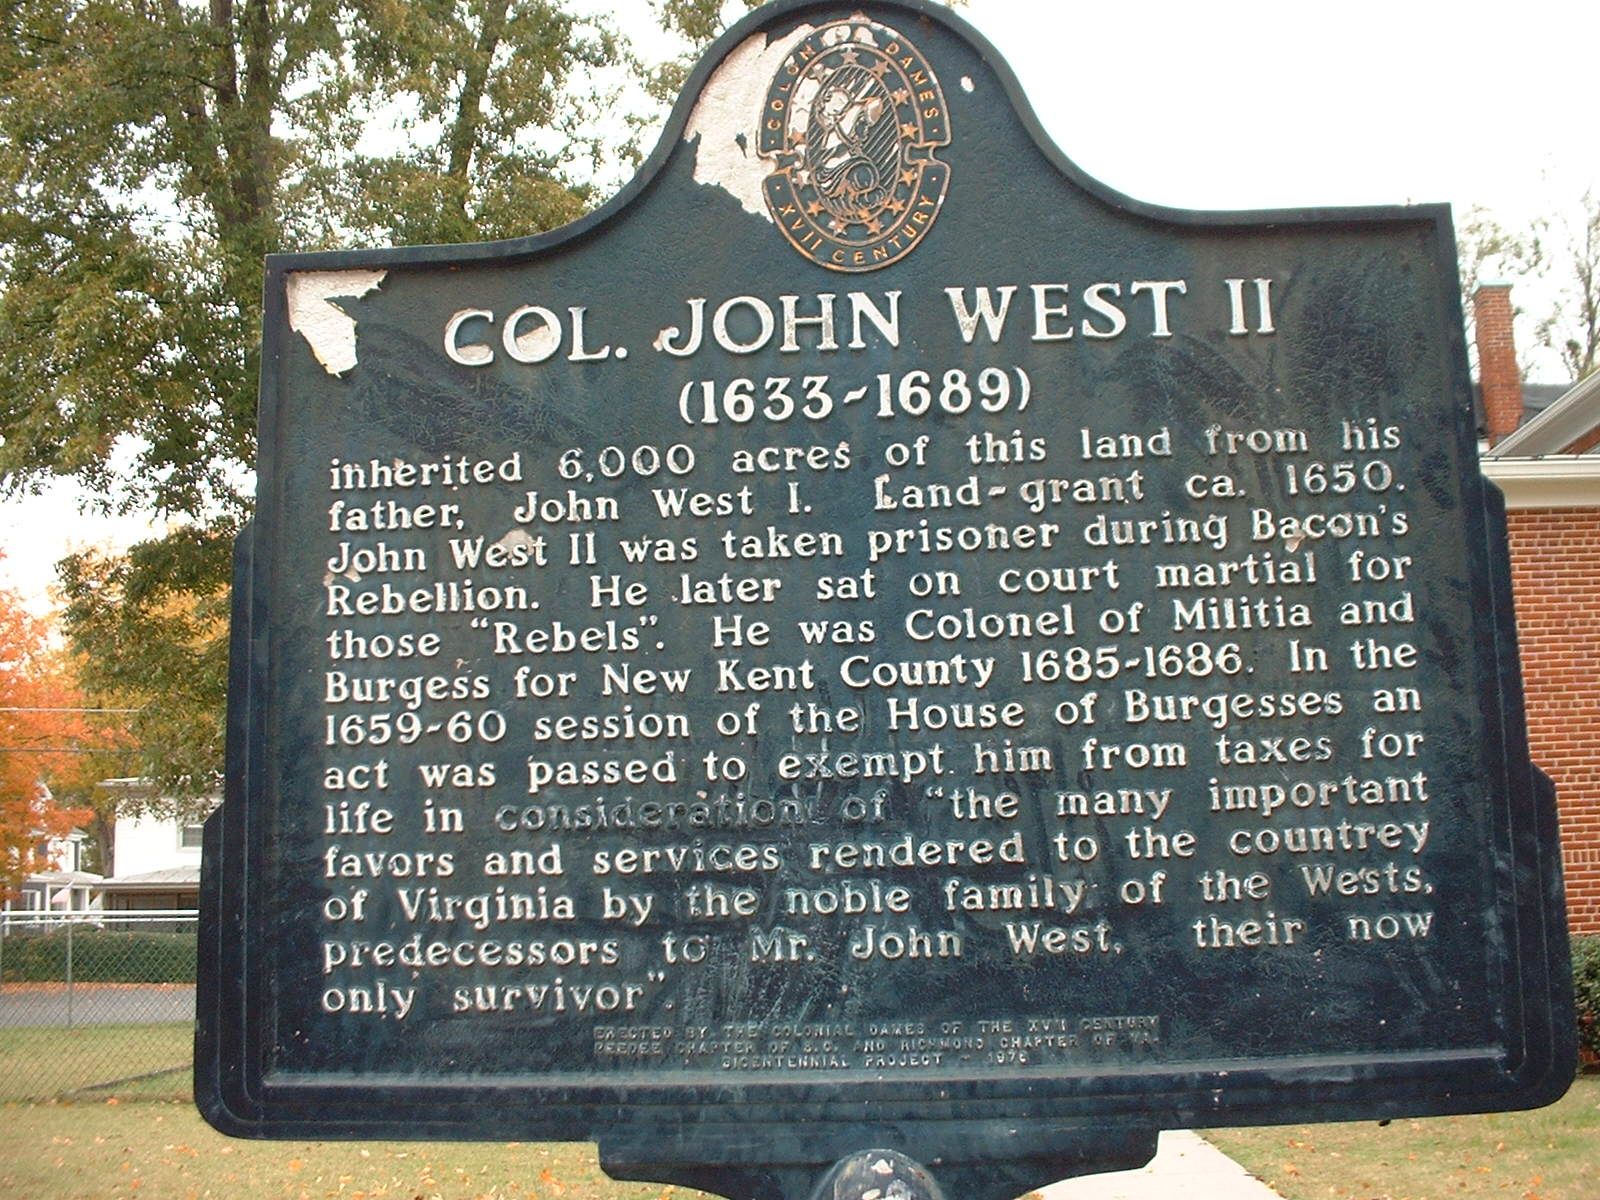 COLON DAMES
XVII CENTURY
COL. JOHN WEST II
(1633~1689)
inherited 6,000 acres of this land from his
father, John West I. Land-grant ca. 1650.
John West II was taken prisoner during Bacon's
Rebellion. He later sat on court martial for
those "Rebels". He was Colonel of Militia and
Burgess for New Kent County 1685-1686. In the
1659-60 session of the House of Burgesses an
act was passed to exempt him from taxes for
life in consideration of "the many important
favors and services rendered to the countrey
of Virginia by the noble family of the Wests,
predecessors to Mr. John West, their now
only survivor".
ERECTED BY THE COLONIAL DAMES OF THE XVII CENTURY
PEEDEE CHAPTER OF S.C. AND RICHMOND CHAPTER OF VA.
BICENTENNIAL PROJECT - 1976